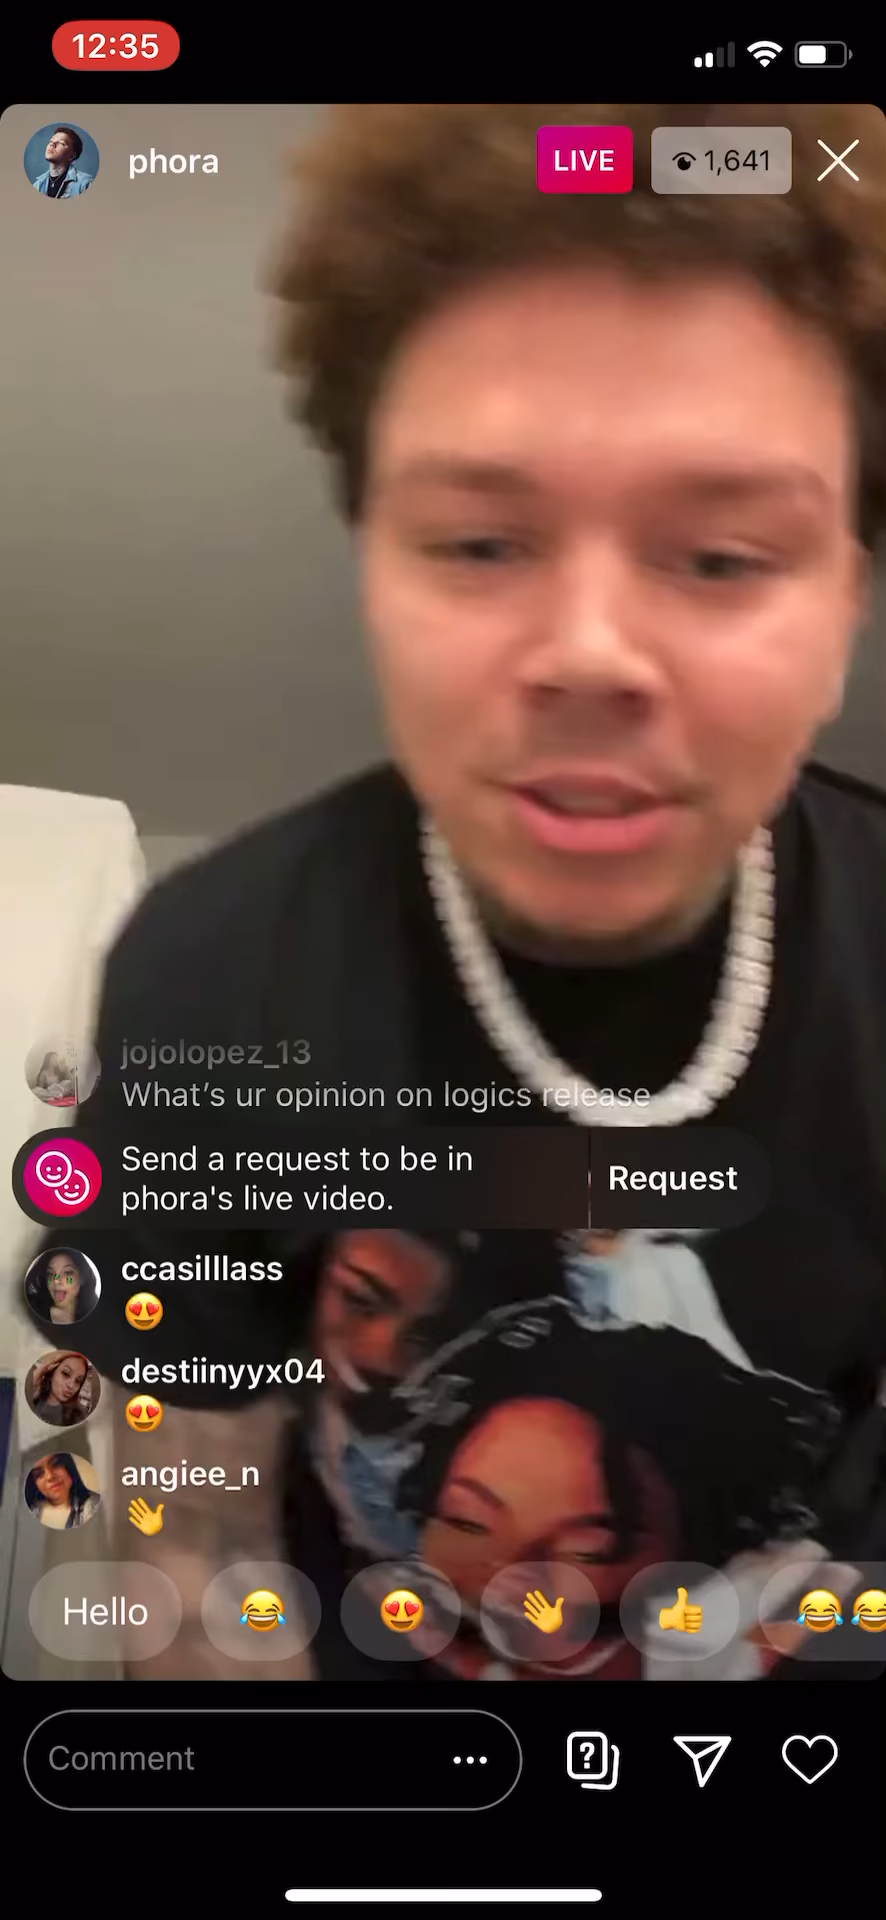 12:35
phora
LIVE
1,641
jojolopez_13
What's ur opinion on logics release
Send a request to be in
phora's live video.
Request
ccasilllass
😍
destiinyyx04
😍
angiee_n
👋
Hello 😂 😍 👋 👍 😂😂
Comment